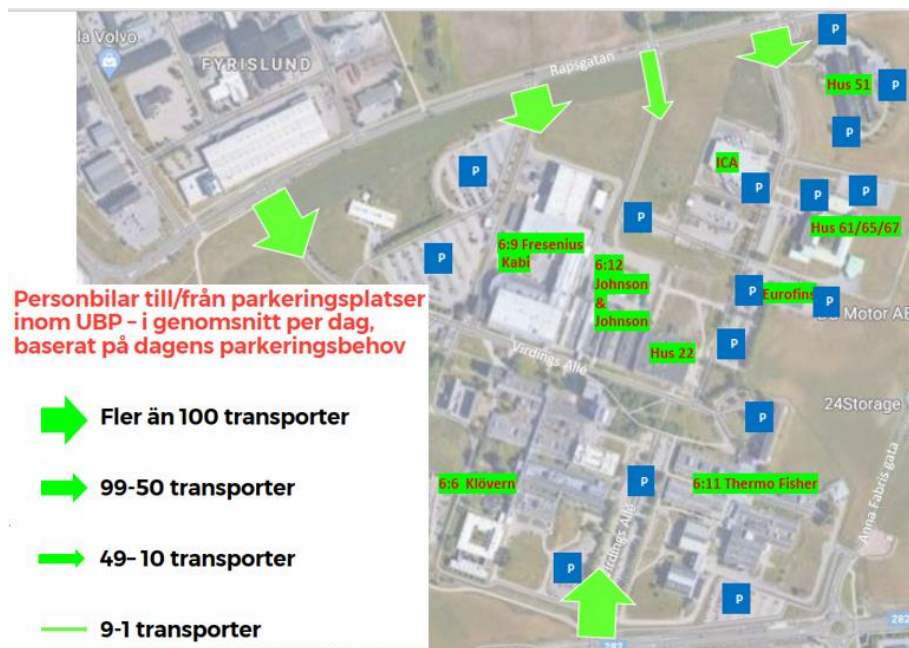 la Volvo
FYRISLUND
Rapsgatan
P
Hus 51
P
P
ICA
P
P
P
P
Hus 61/65/67
P
P
6:9 Fresenius
Kabi
6:12
Johnson
&
Johnson
P
Eurofins
P
Motor AB
P
Hus 22
Virdings Allé
24Storage
P
6:6 Klövern
P
6:11 Thermo Fisher
Virdings Allé
Anna Fabris gata
P
P
282
282
Personbilar till/från parkeringsplatser
inom UBP – i genomsnitt per dag,
baserat på dagens parkeringsbehov
Fler än 100 transporter
99-50 transporter
49–10 transporter
9-1 transporter